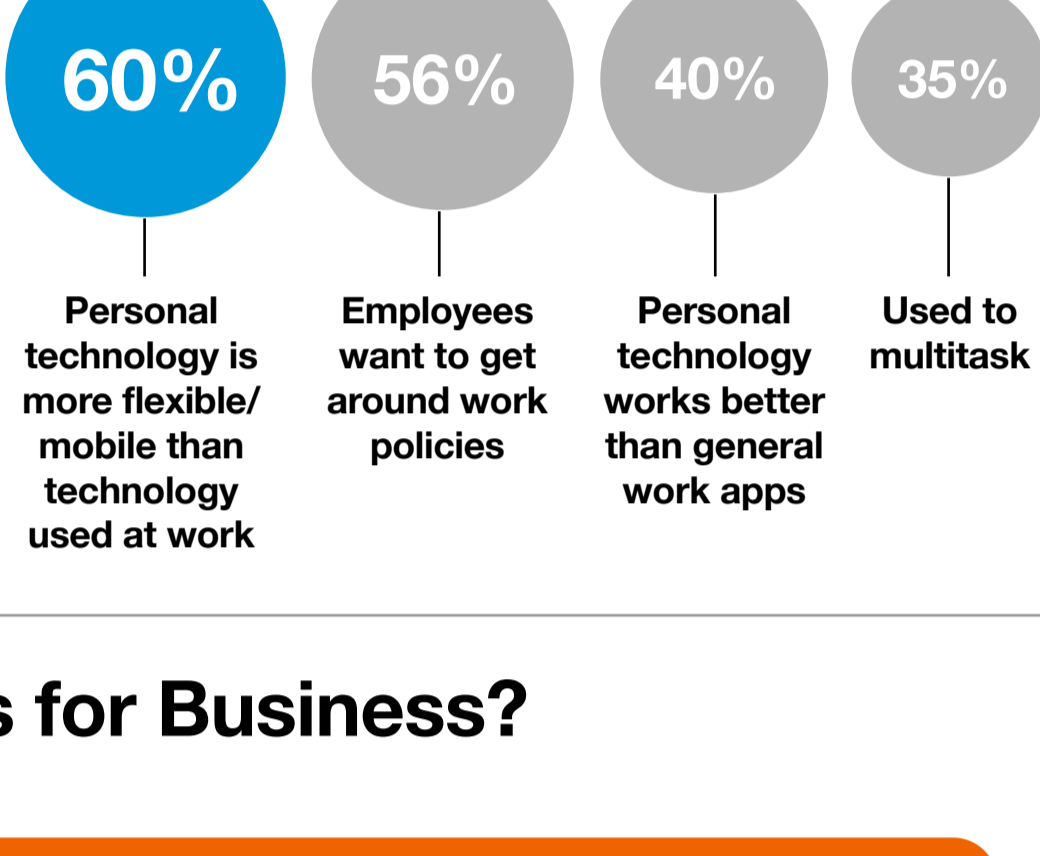 60%
56%
40%
35%
Personal
technology is
more flexible/
mobile than
technology
used at work
Employees
want to get
around work
policies
Personal
technology
works better
than general
work apps
Used to
multitask
s for Business?